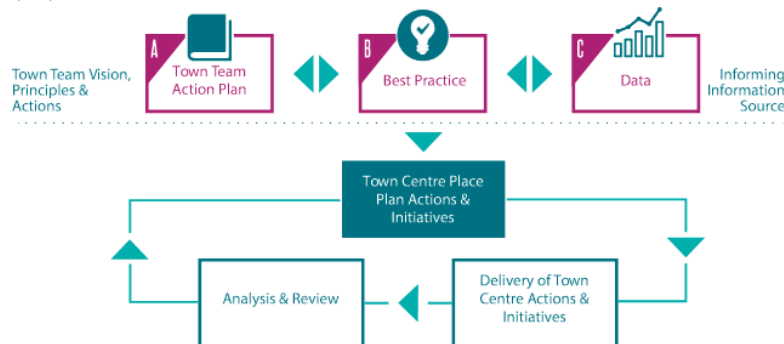 A
B
C
Town Team Vision,
Principles &
Actions
Town Team
Action Plan
Best Practice
Data
Informing
Information
Source
Town Centre Place
Plan Actions &
Initiatives
Analysis & Review
Delivery of Town
Centre Actions &
Initiatives